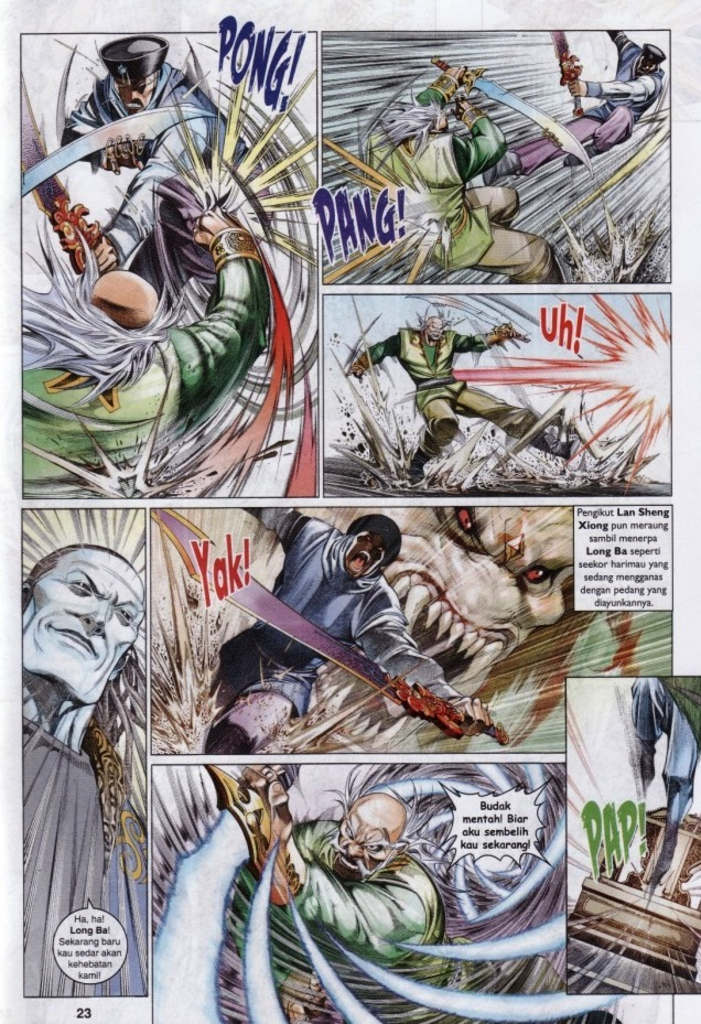 PONG!
PANG!
Uh!
Pengikut Lan Sheng
Xiong pun meraung
sambil menerpa
Long Ba seperti
seekor harimau yang
sedang mengganas
dengan pedang yang
diayunkannya.
Yak!
Ha, ha!
Long Ba!
Sekarang baru
kau sedar akan
kehebatan
kami!
PAP!
Budak
mentah! Biar
aku sembelih
kau sekarang!
23